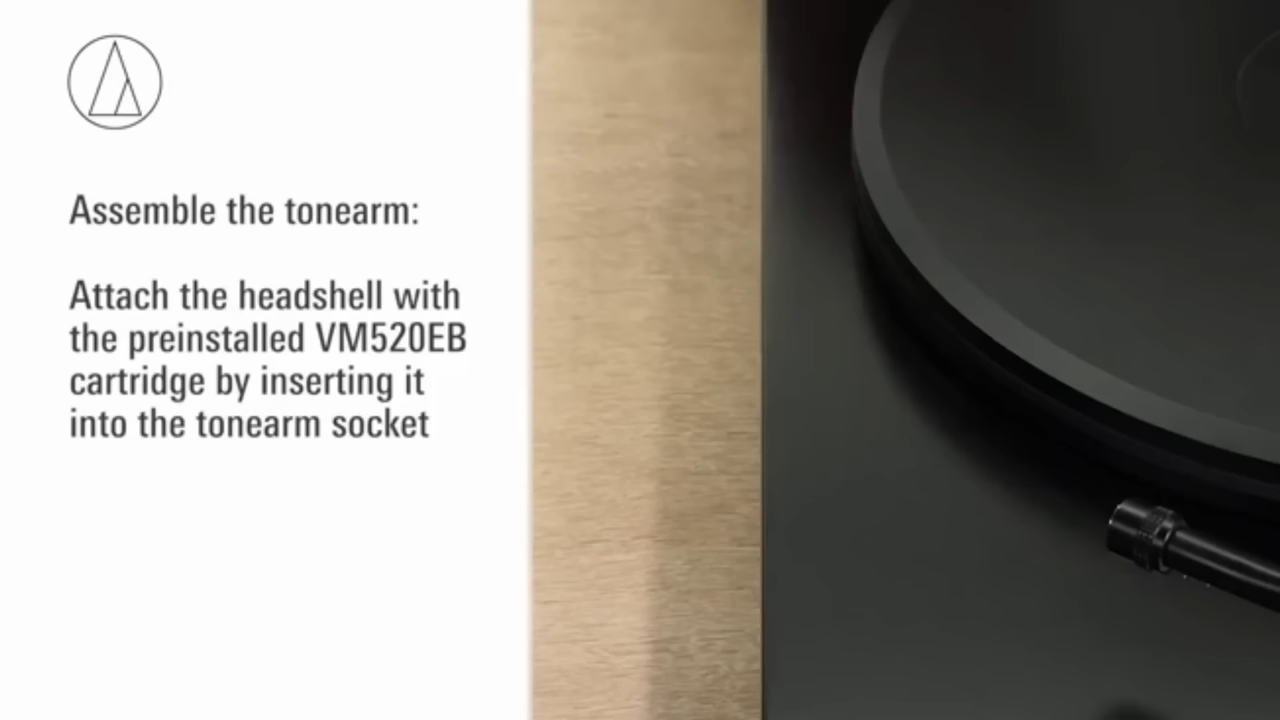 Assemble the tonearm:
Attach the headshell with
the preinstalled VM520EB
cartridge by inserting it
into the tonearm socket